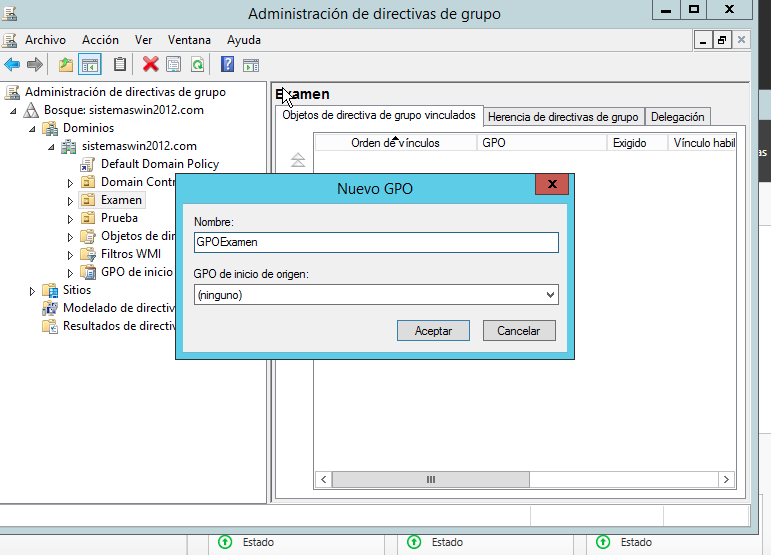 Administración de directivas de grupo
Archivo Acción Ver Ventana Ayuda
Administración de directivas de grupo
Bosque: sistemaswin2012.com
Dominios
sistemaswin2012.com
Default Domain Policy
Domain Contr
Examen
Prueba
Objetos de dir
Filtros WMI
GPO de inicio
Sitios
Modelado de directiv
Resultados de directiv
Examen
Objetos de directiva de grupo vinculados Herencia de directivas de grupo Delegación
Orden de vínculos GPO Exigido Vínculo habil
Nuevo GPO
Nombre:
GPOExamen
GPO de inicio de origen:
(ninguno)
Aceptar Cancelar
as
Estado Estado Estado